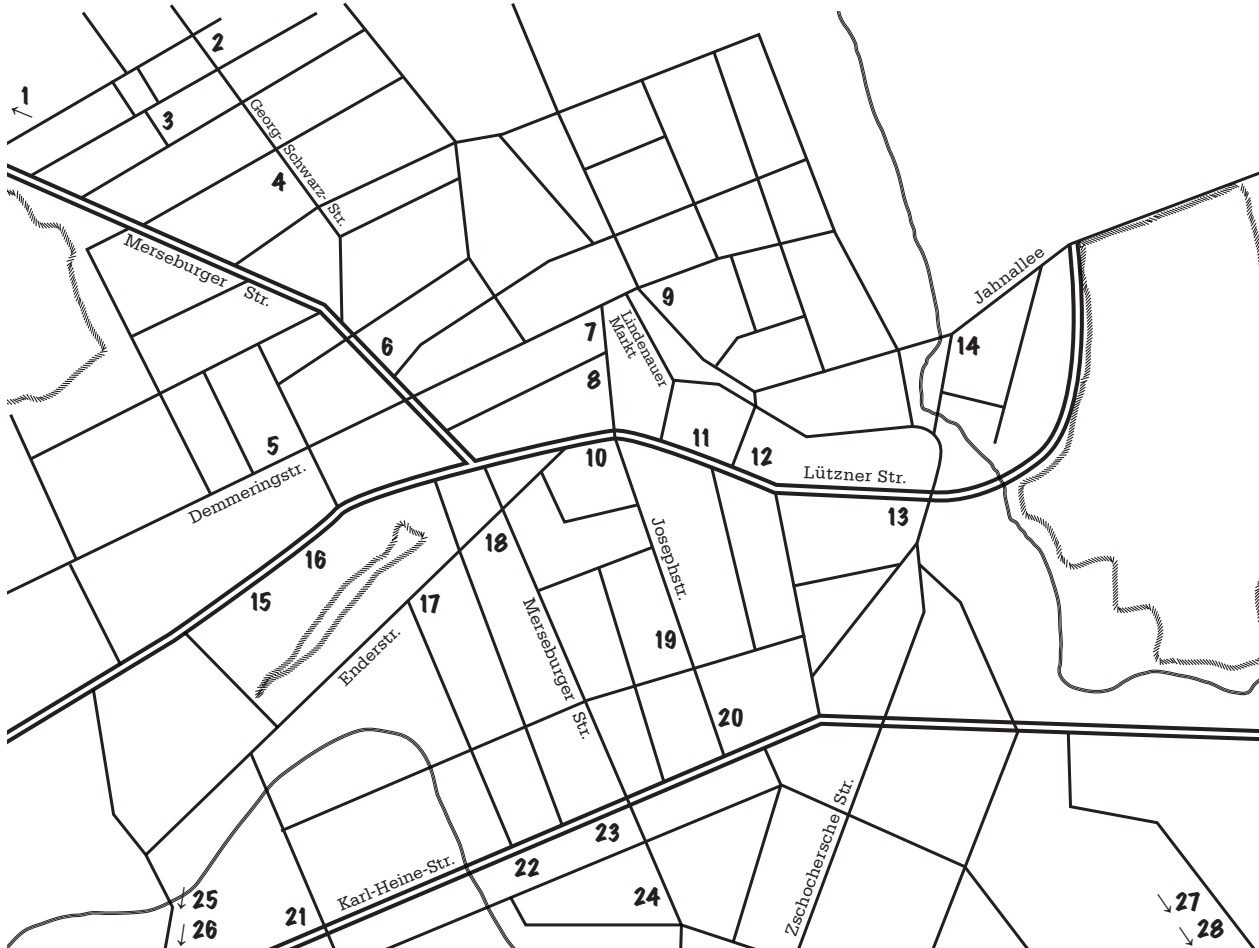 2
1
3
Georg-Schwarz-Str.
4
Merseburger Str.
9
Jahnallee
7
Lindenauer
Markt
6
14
8
5
11
10
12
Lützner Str.
Demmeringstr.
13
18
16
Josephstr.
15
17
Merseburger Str.
Enderstr.
19
20
Zschochersche Str.
23
22
Karl-Heine-Str.
24
25
21
26
27
28